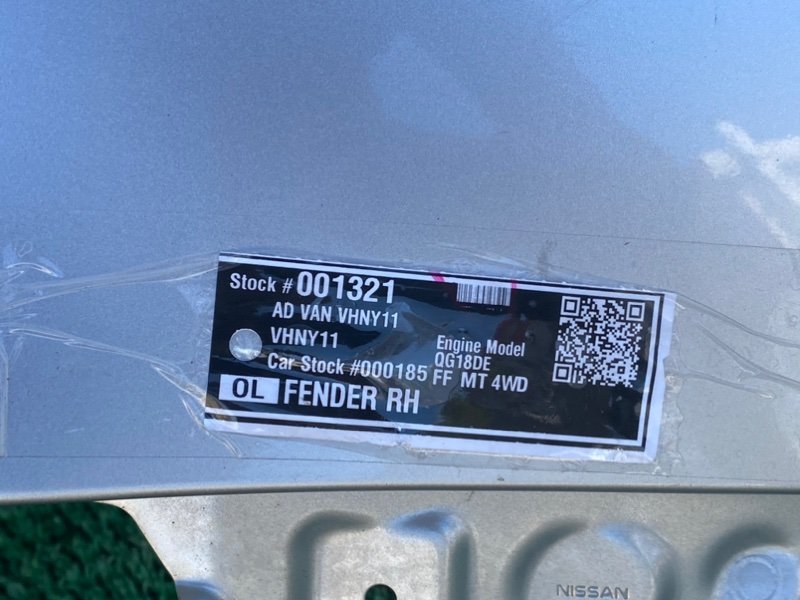 Stock # 001321
AD VAN VHNY11
VHNY11
Engine Model
QG18DE
Car Stock #000185
FF MT 4WD
OL FENDER RH
NISSAN